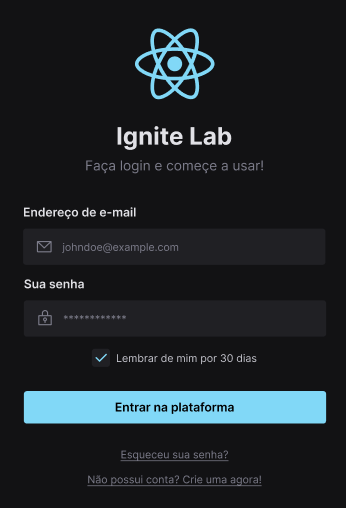 Ignite Lab
Faça login e começe a usar!
Endereço de e-mail
johndoe@example.com
Sua senha
************
Lembrar de mim por 30 dias
Entrar na plataforma
Esqueceu sua senha?
Não possui conta? Crie uma agora!